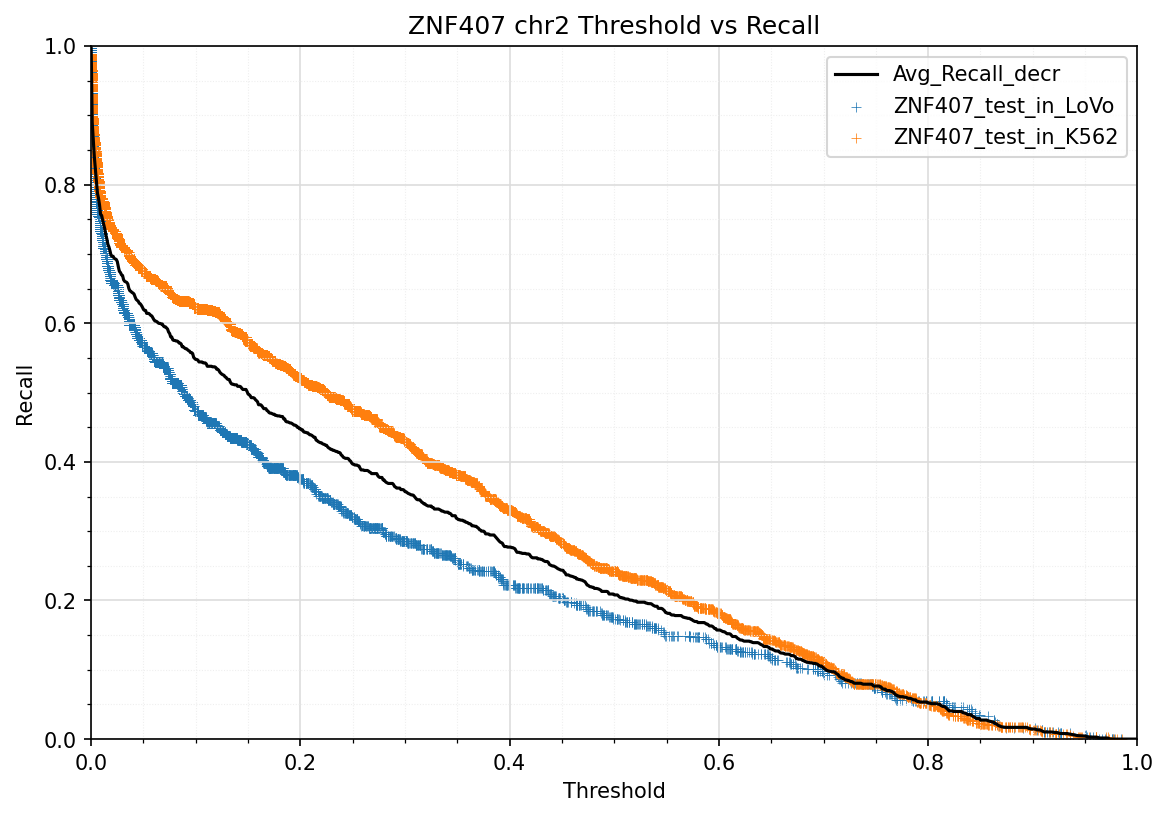 ZNF407 chr2 Threshold vs Recall
Avg_Recall_decr
ZNF407_test_in_LoVo
ZNF407_test_in_K562
1.0
0.8
0.6
0.4
0.2
0.0
Recall
0.0 0.2 0.4 0.6 0.8 1.0
Threshold